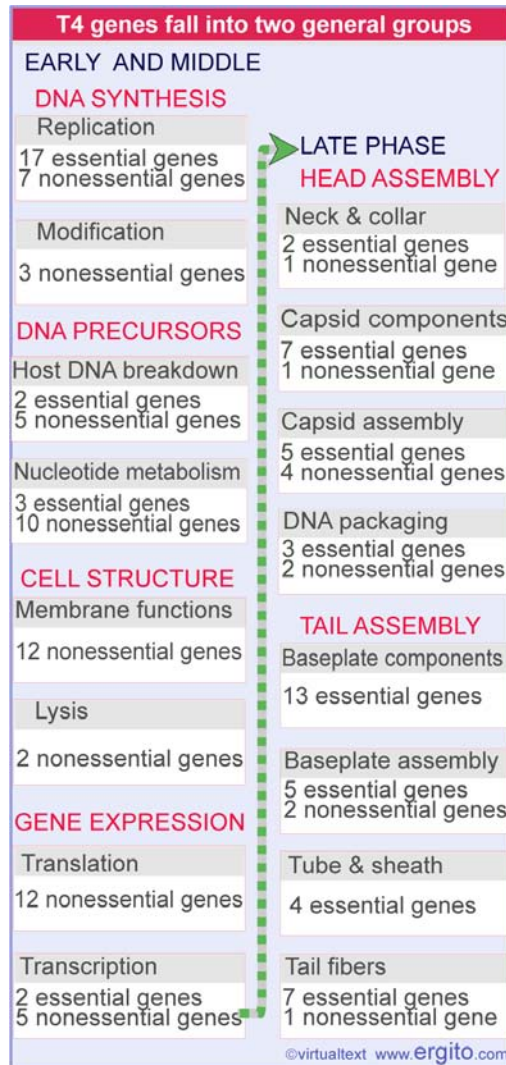 T4 genes fall into two general groups
EARLY AND MIDDLE
DNA SYNTHESIS
Replication
17 essential genes
7 nonessential genes
Modification
3 nonessential genes
DNA PRECURSORS
Host DNA breakdown
2 essential genes
5 nonessential genes
Nucleotide metabolism
3 essential genes
10 nonessential genes
CELL STRUCTURE
Membrane functions
12 nonessential genes
Lysis
2 nonessential genes
GENE EXPRESSION
Translation
12 nonessential genes
Transcription
2 essential genes
5 nonessential genes
LATE PHASE
HEAD ASSEMBLY
Neck & collar
2 essential genes
1 nonessential gene
Capsid components
7 essential genes
1 nonessential gene
Capsid assembly
5 essential genes
4 nonessential genes
DNA packaging
3 essential genes
2 nonessential genes
TAIL ASSEMBLY
Baseplate components
13 essential genes
Baseplate assembly
5 essential genes
2 nonessential genes
Tube & sheath
4 essential genes
Tail fibers
7 essential genes
1 nonessential gene
©virtualtext www.ergito.com